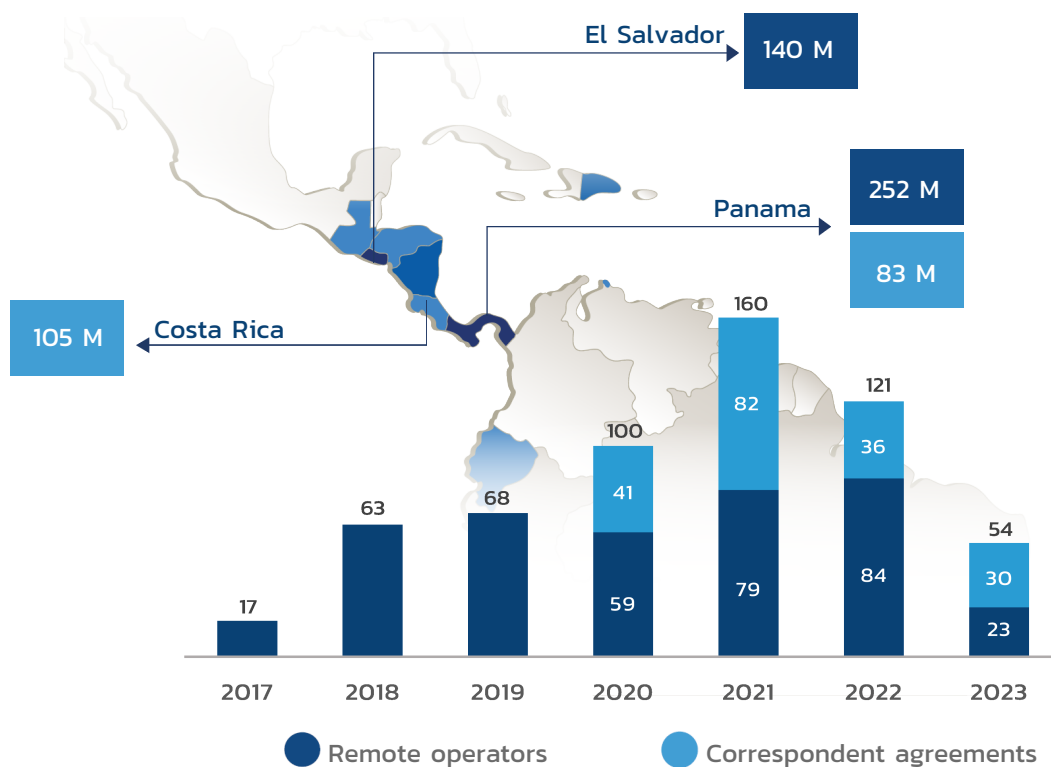 El Salvador
140 M
252 M
Panama
83 M
105 M
Costa Rica
160
82
79
121
36
84
100
41
59
68
63
17
54
30
23
2017 2018 2019 2020 2021 2022 2023
Remote operators Correspondent agreements